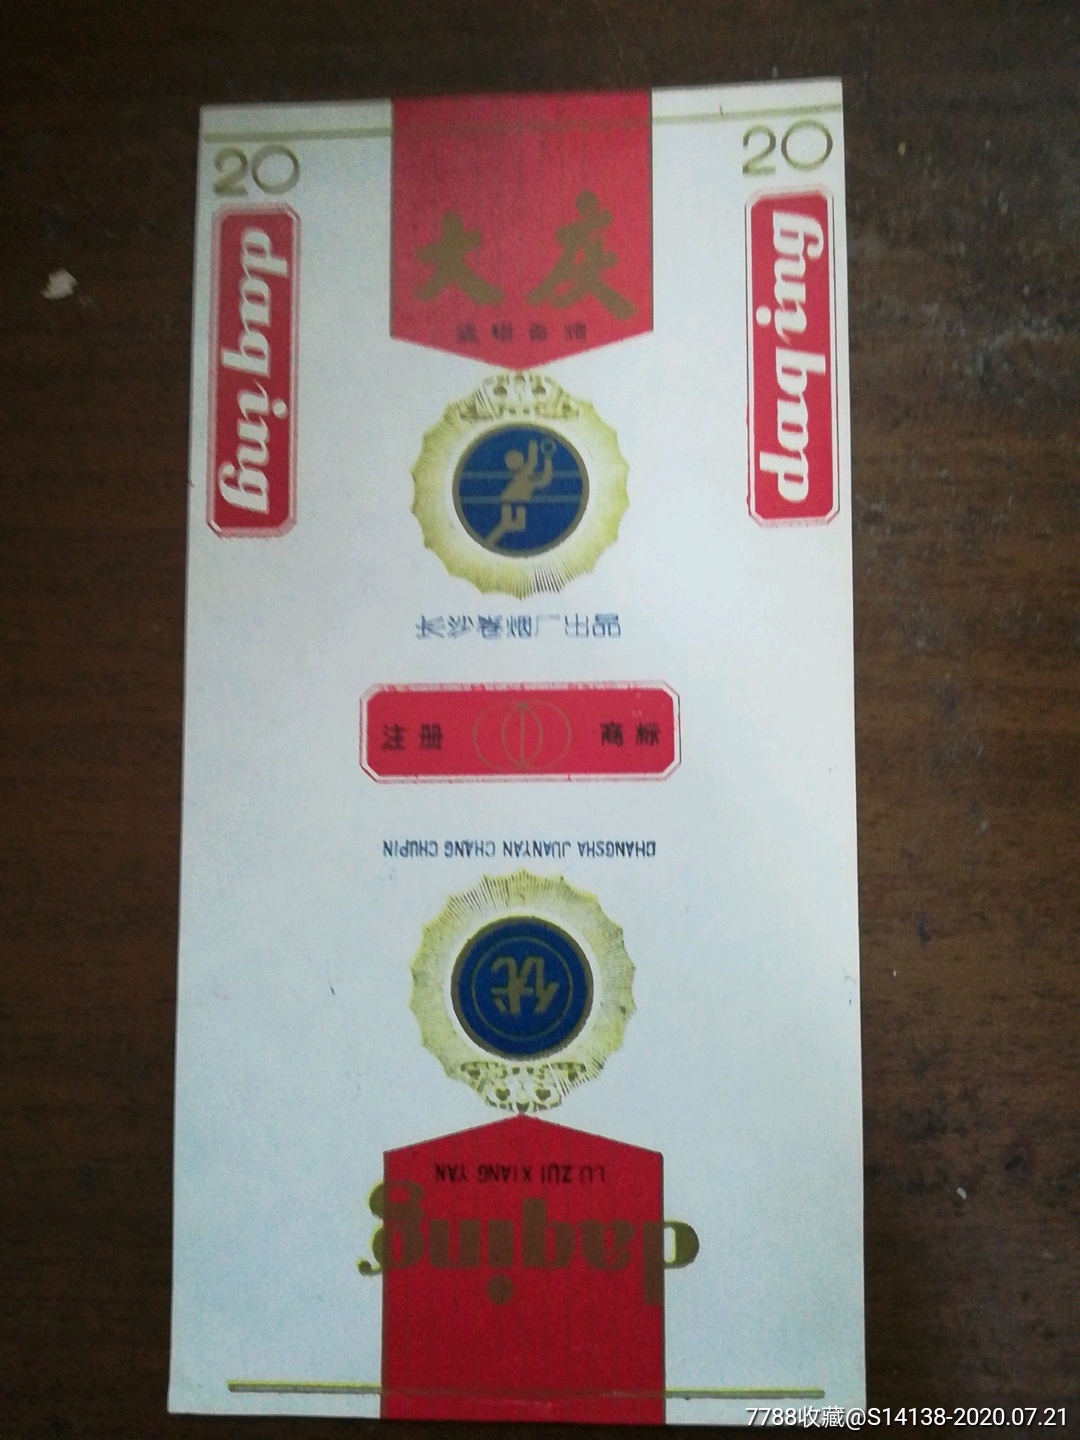 20
20
daqing
daqing
大庆
滤咀香烟
长沙卷烟厂出品
注册 商标
CHANGSHA JUANYAN CHANG CHUPIN
优
LU ZUI XIANG YAN
daqing
7788收藏@S14138-2020.07.21